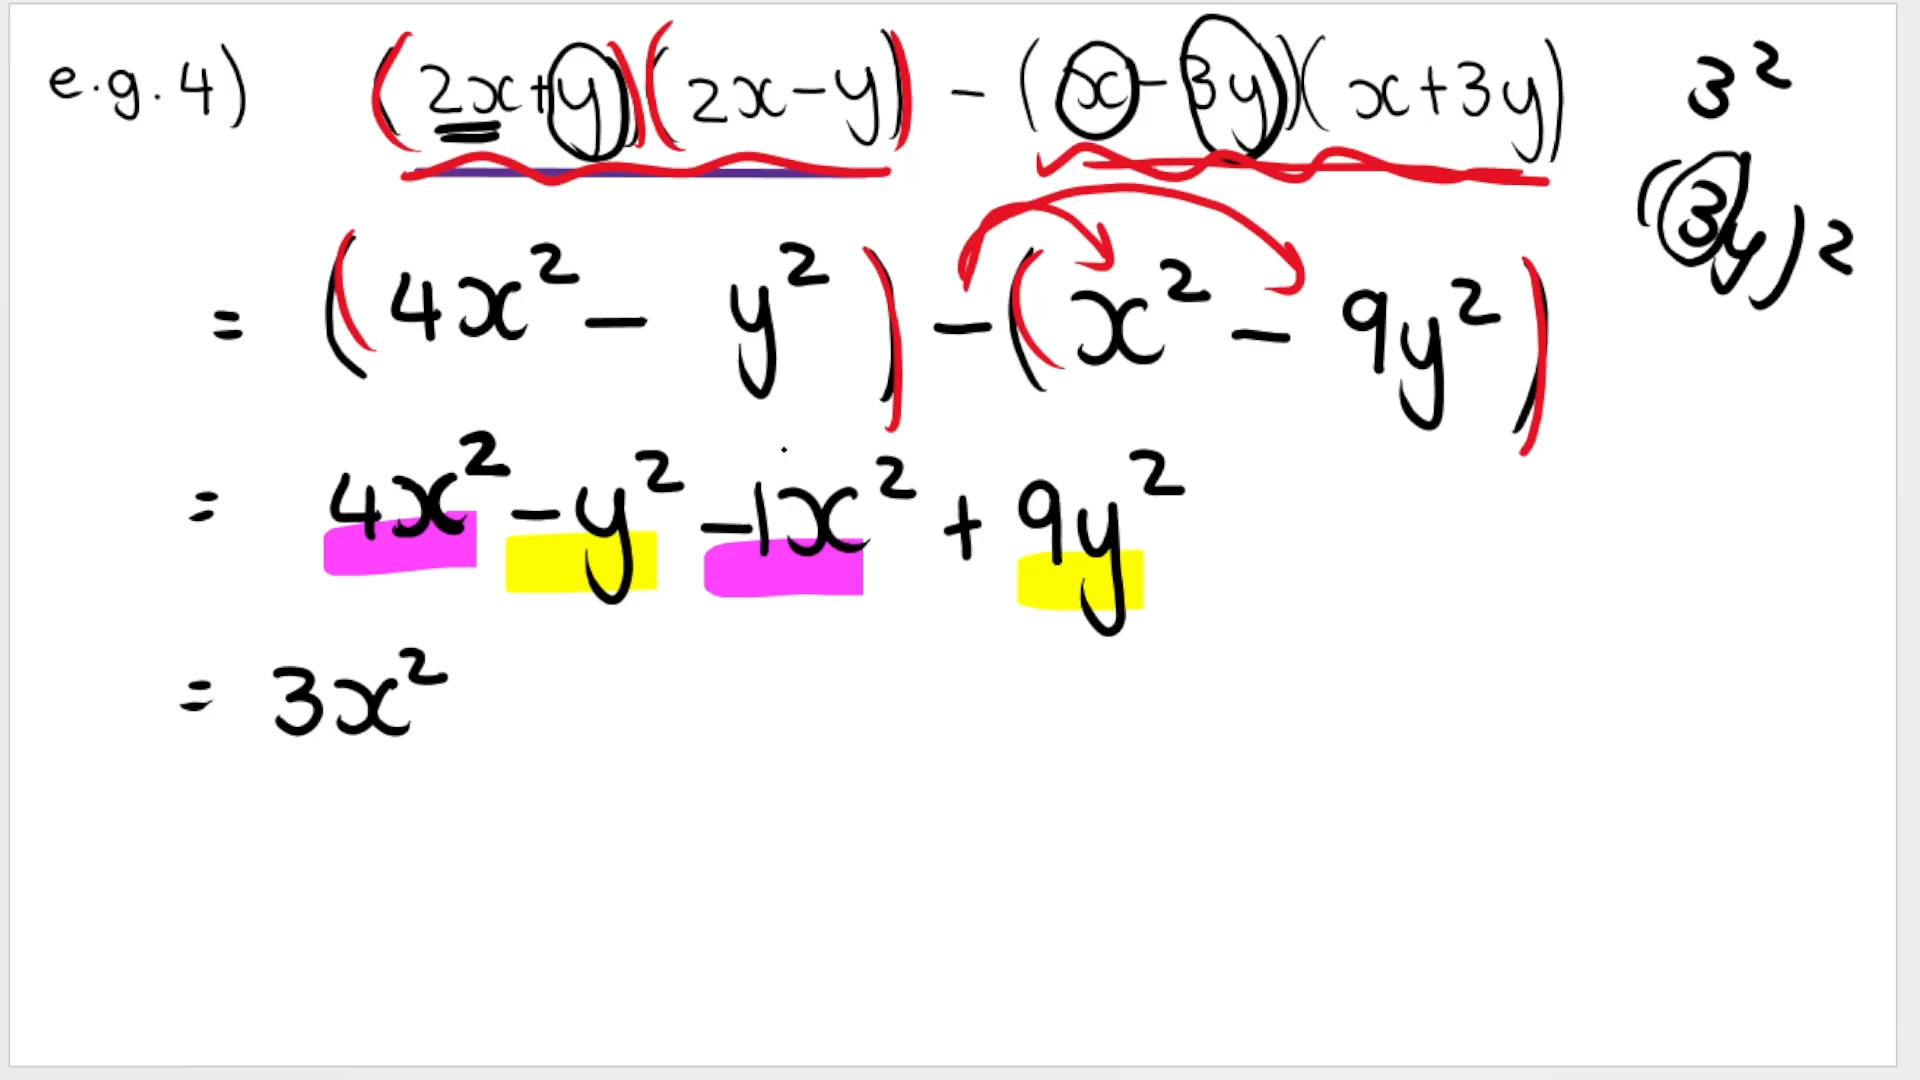 e.g. 4) (2x+y)(2x-y) - (x-3y)(x+3y) 3²
(3y)²
= (4x² - y²) - (x² - 9y²)
= 4x² - y² - 1x² + 9y²
= 3x²